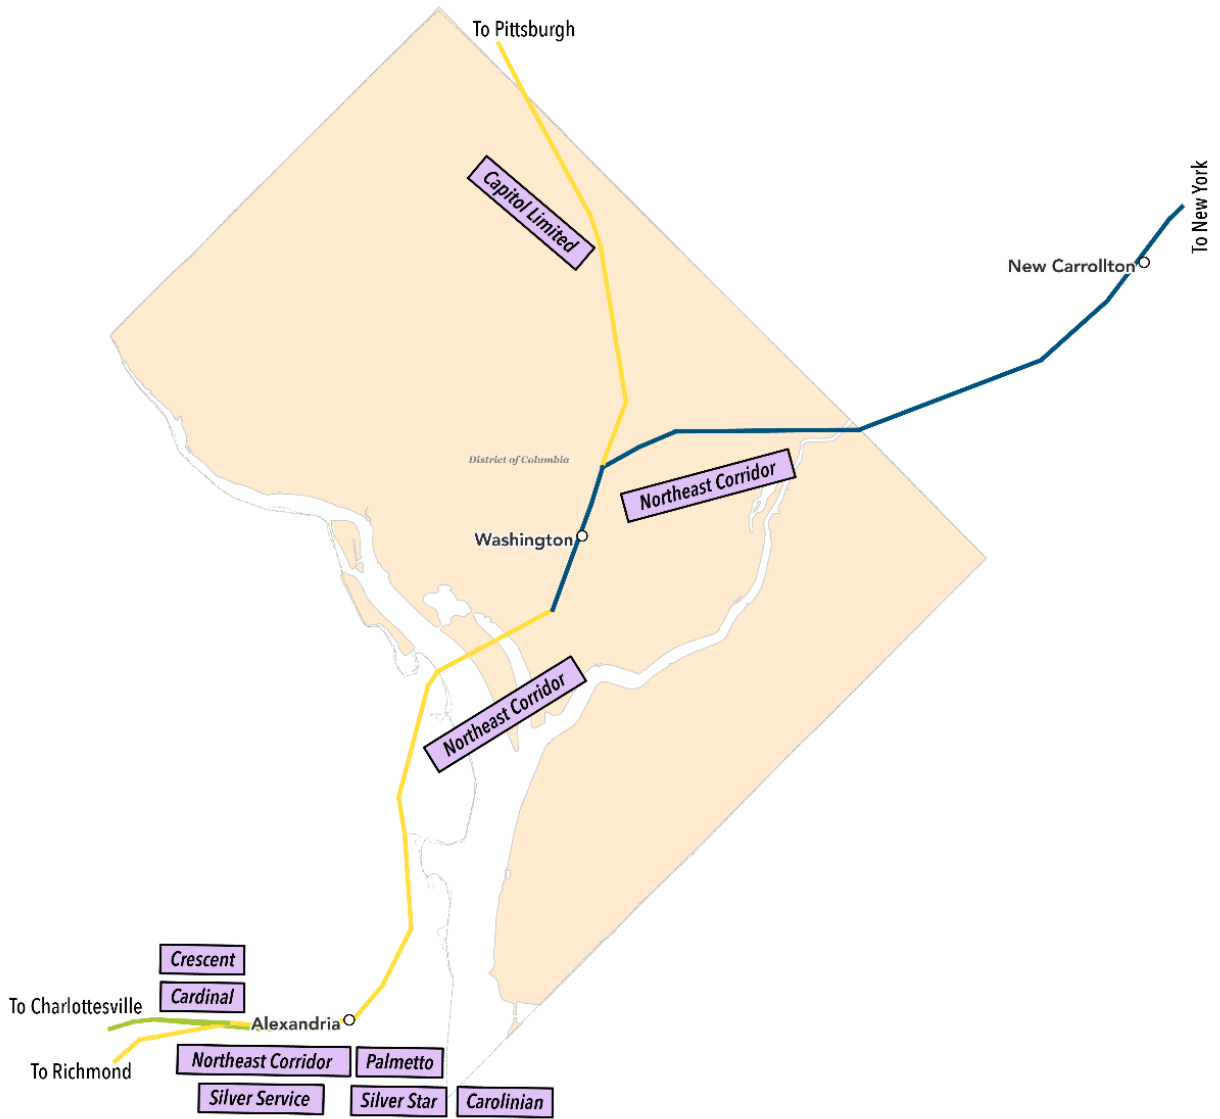 To Pittsburgh
Capitol Limited
To New York
New Carrollton
District of Columbia
Northeast Corridor
Washington
Northeast Corridor
Crescent
Cardinal
To Charlottesville
Alexandria
Northeast Corridor
Palmetto
To Richmond
Silver Service
Silver Star
Carolinian